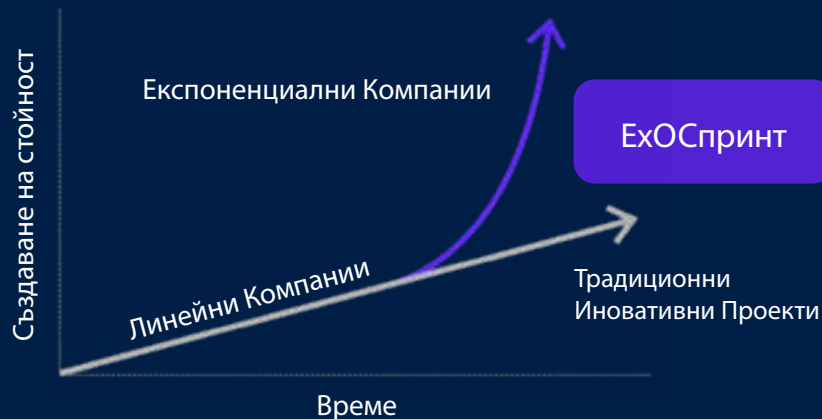 Създаване на стойност
Експоненциални Компании
ЕхОСпринт
Линейни Компании
Традиционни
Иновативни Проекти
Време